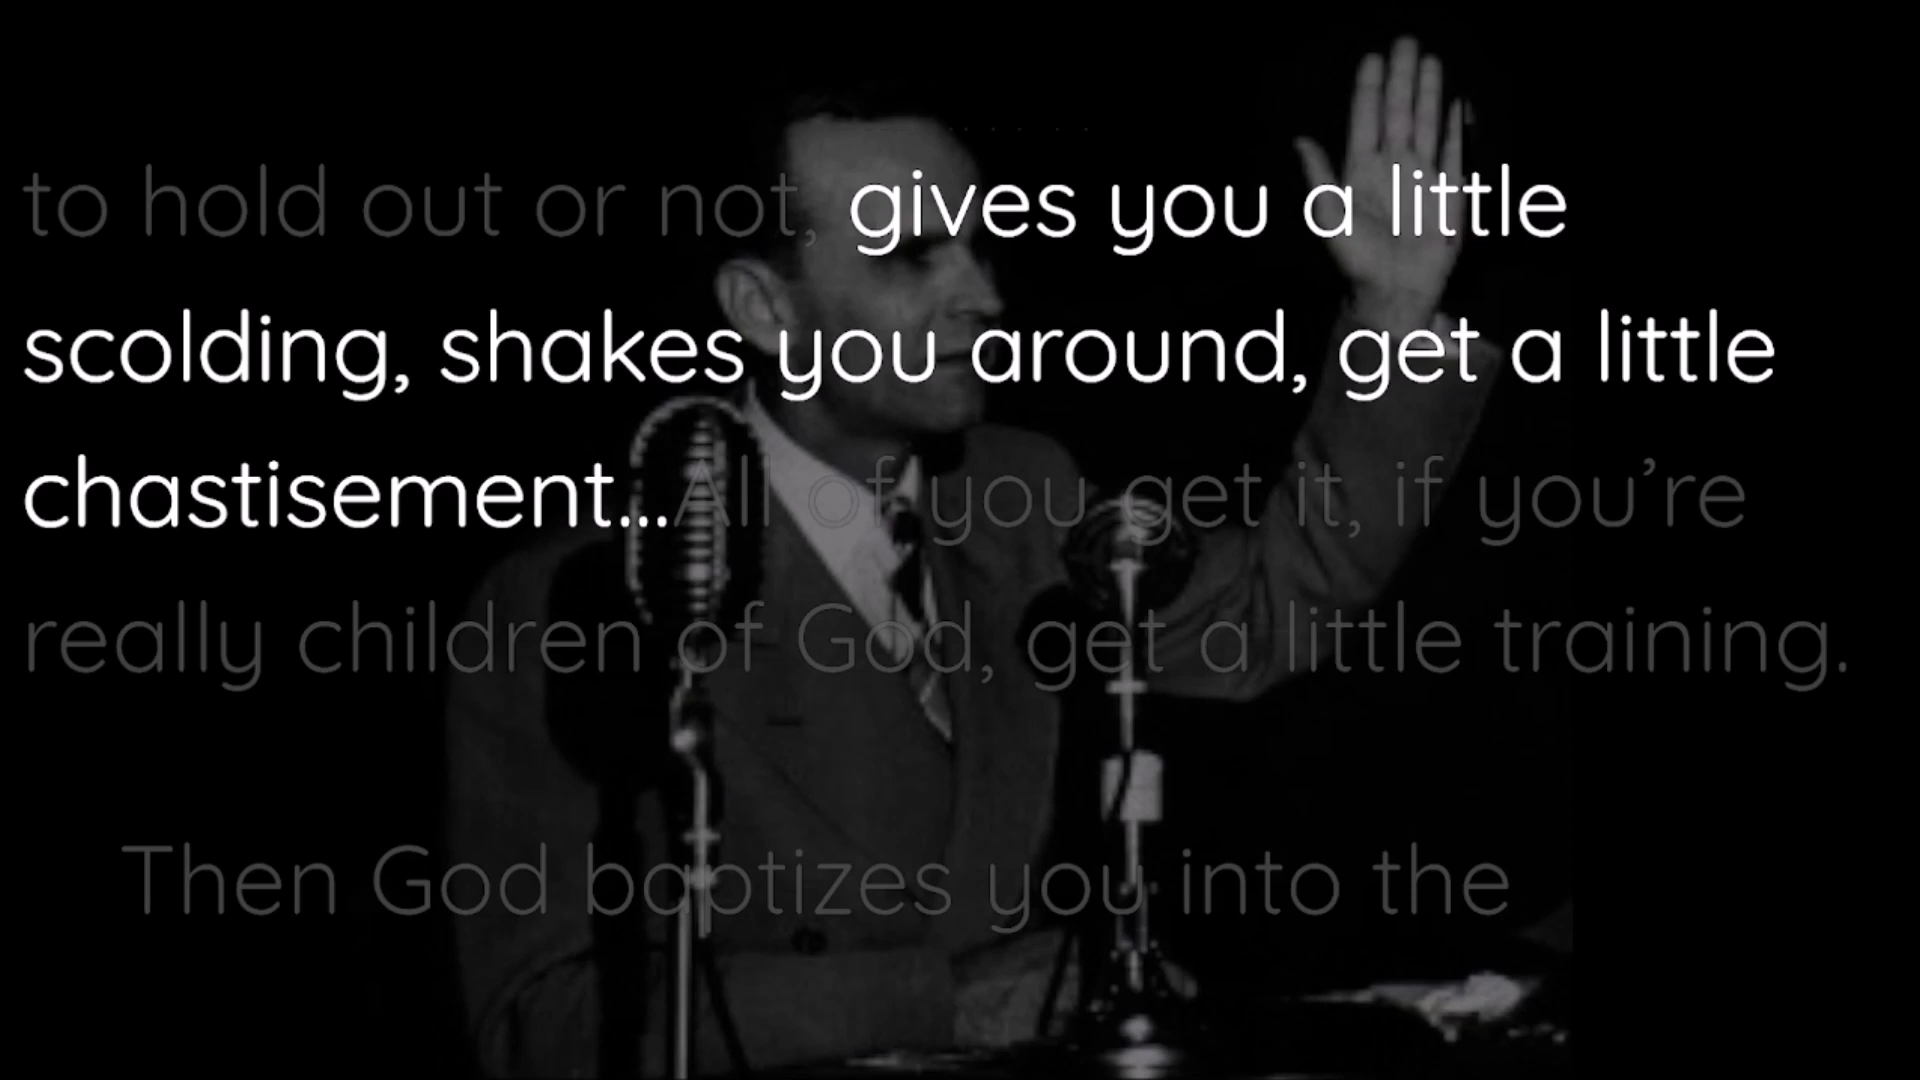 to hold out or not, gives you a little
scolding, shakes you around, get a little
chastisement...All of you get it, if you’re
really children of God, get a little training.
Then God baptizes you into the